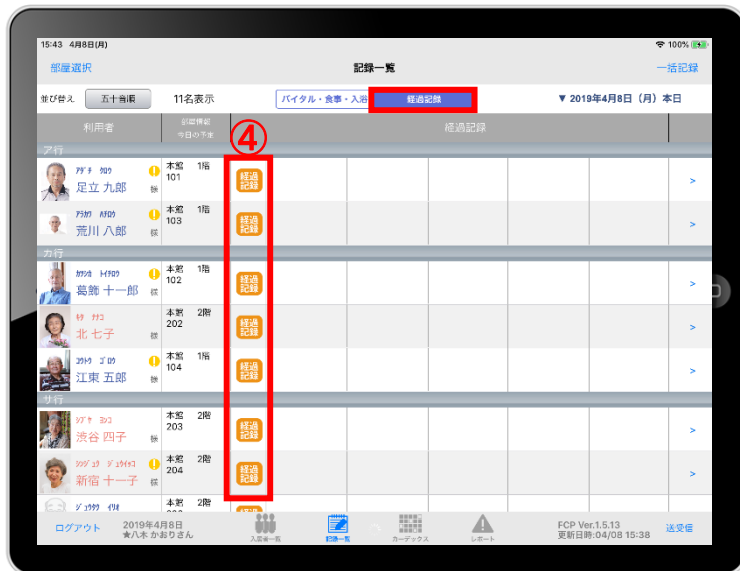 15:43 4月8日(月) 100%
部屋選択 記録一覧 一括記録
並び替え 五十音順 11名表示 バイタル・食事・入浴 経過記録 ▼ 2019年4月8日（月）本日
利用者 部屋情報 経過記録
今日の予定
④
ア行
ｱﾀﾞﾁ ｸﾛｳ 本館 1階
足立 九郎 様 101 経過記録 >
ｱﾗｶﾜ ﾊﾁﾛｳ 本館 1階
荒川 八郎 様 103 経過記録 >
カ行
ｶﾂｼｶ ﾄｲﾁﾛｳ 本館 1階
葛飾 十一郎 様 102 経過記録 >
ｷﾀ ﾅﾅｺ 本館 2階
北 七子 様 202 経過記録 >
ｺｳﾄｳ ｺﾞﾛｳ 本館 1階
江東 五郎 様 104 経過記録 >
サ行
ｼﾌﾞﾔ ﾖﾝｺ 本館 2階
渋谷 四子 様 203 経過記録 >
ｼﾝｼﾞｭｸ ｼﾞｭｳｲﾁｺ 本館 2階
新宿 十一子 様 204 経過記録 >
本館 2階
ログアウト 2019年4月8日 入居者一覧 記録一覧 カーデックス レポート FCP Ver.1.5.13 送受信
★八木 かおりさん 更新日時:04/08 15:38